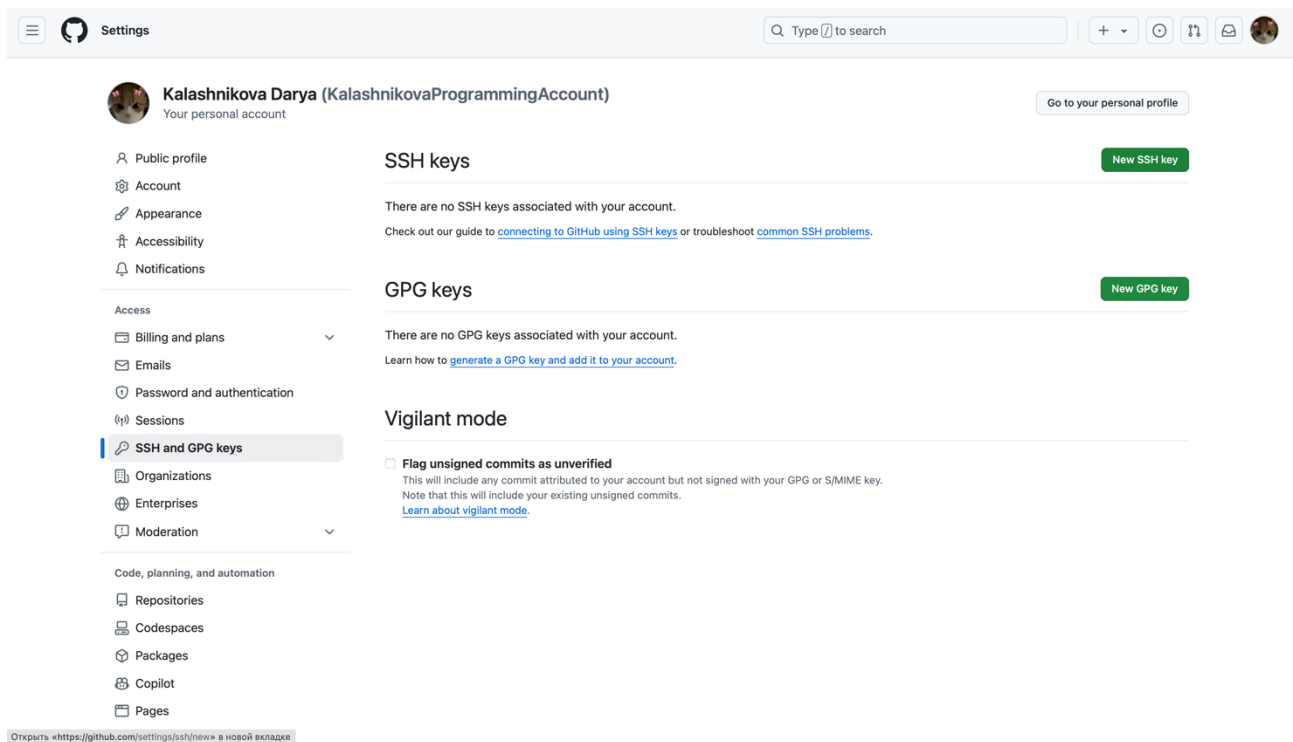 Settings
Type / to search
Kalashnikova Darya (KalashnikovaProgrammingAccount)
Your personal account
Go to your personal profile
Public profile
Account
Appearance
Accessibility
Notifications
Access
Billing and plans
Emails
Password and authentication
Sessions
SSH and GPG keys
Organizations
Enterprises
Moderation
Code, planning, and automation
Repositories
Codespaces
Packages
Copilot
Pages
SSH keys
New SSH key
There are no SSH keys associated with your account.
Check out our guide to connecting to GitHub using SSH keys or troubleshoot common SSH problems.
GPG keys
New GPG key
There are no GPG keys associated with your account.
Learn how to generate a GPG key and add it to your account.
Vigilant mode
Flag unsigned commits as unverified
This will include any commit attributed to your account but not signed with your GPG or S/MIME key.
Note that this will include your existing unsigned commits.
Learn about vigilant mode.
Открыть «https://github.com/settings/ssh/new» в новой вкладке